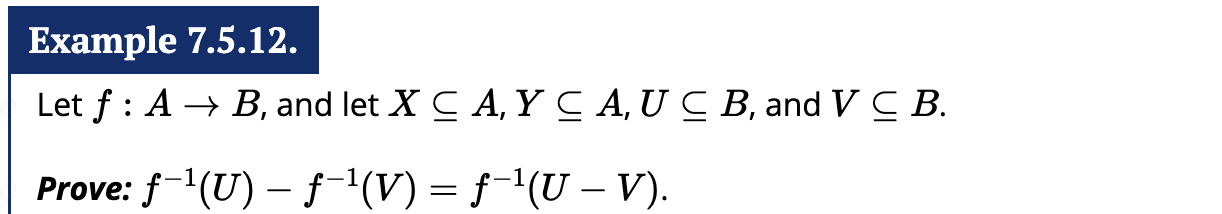 Example 7.5.12.
Let f : A → B, and let X ⊆ A, Y ⊆ A, U ⊆ B, and V ⊆ B.
Prove: f⁻¹(U) − f⁻¹(V) = f⁻¹(U − V).